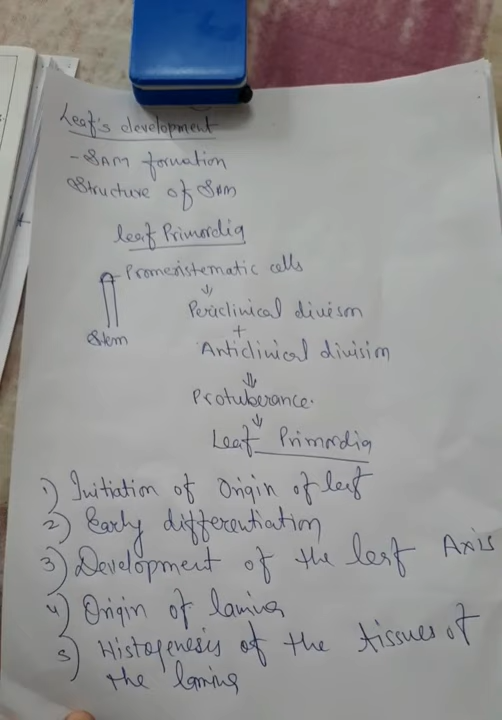 Leaf's development
- SAM formation
Structure of SAM
leaf Primordia
Promeristematic cells
⇓
Stem
Periclinical divison
+
Anticlinical division
⇓
Protuberance.
⇓
Leaf Primordia
1) Initiation of Origin of leaf
2) Early differentiation
3) Development of the leaf Axis
4) Origin of lamina
5) Histogenesis of the tissues of
the lamina